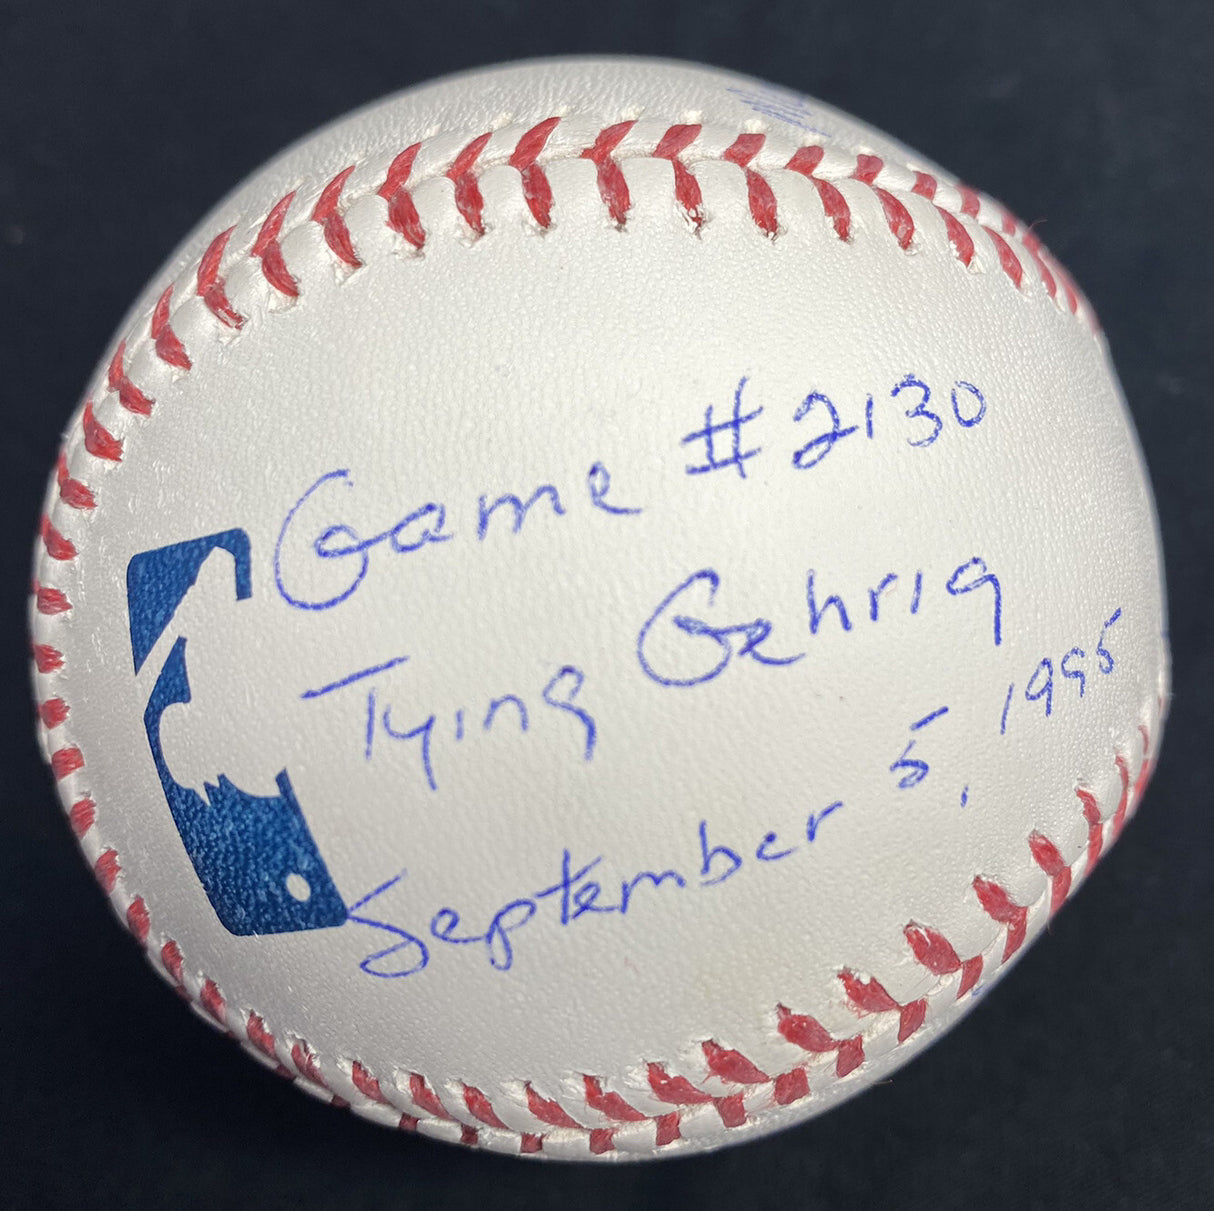 Game #2130
Tying Gehrig
September 5, 1995